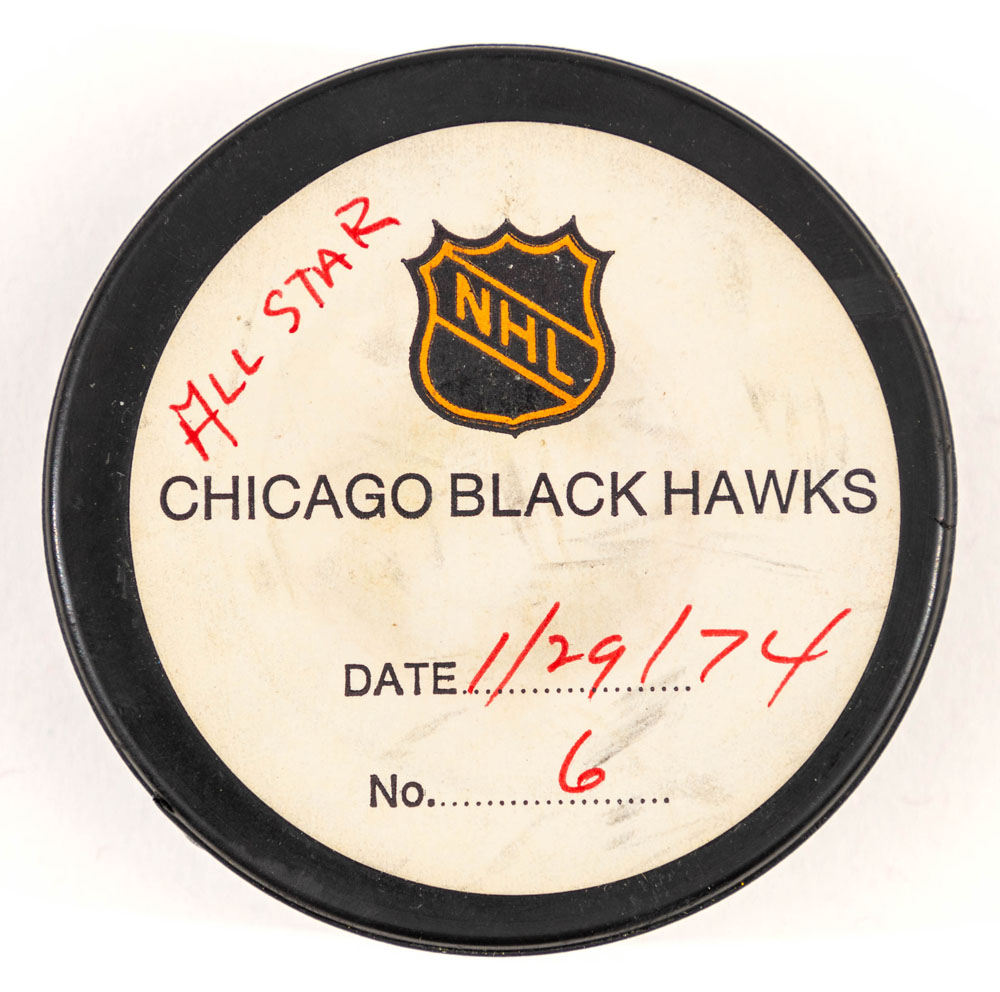 ALL STAR
NHL
CHICAGO BLACK HAWKS
DATE 1/29/74
No. 6